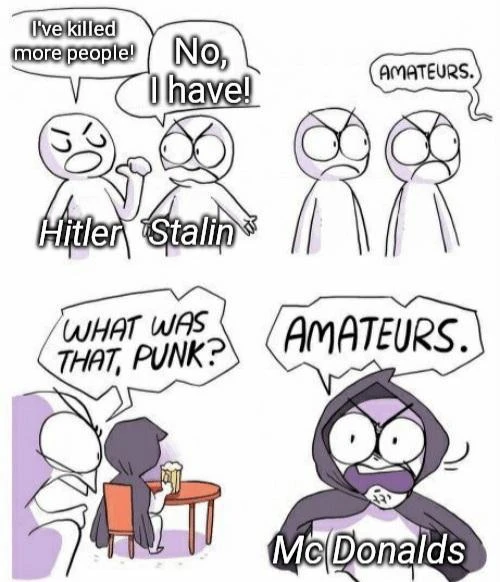 I've killed
more people!
No,
I have!
Hitler Stalin
AMATEURS.
WHAT WAS
THAT, PUNK?
AMATEURS.
Mc Donalds